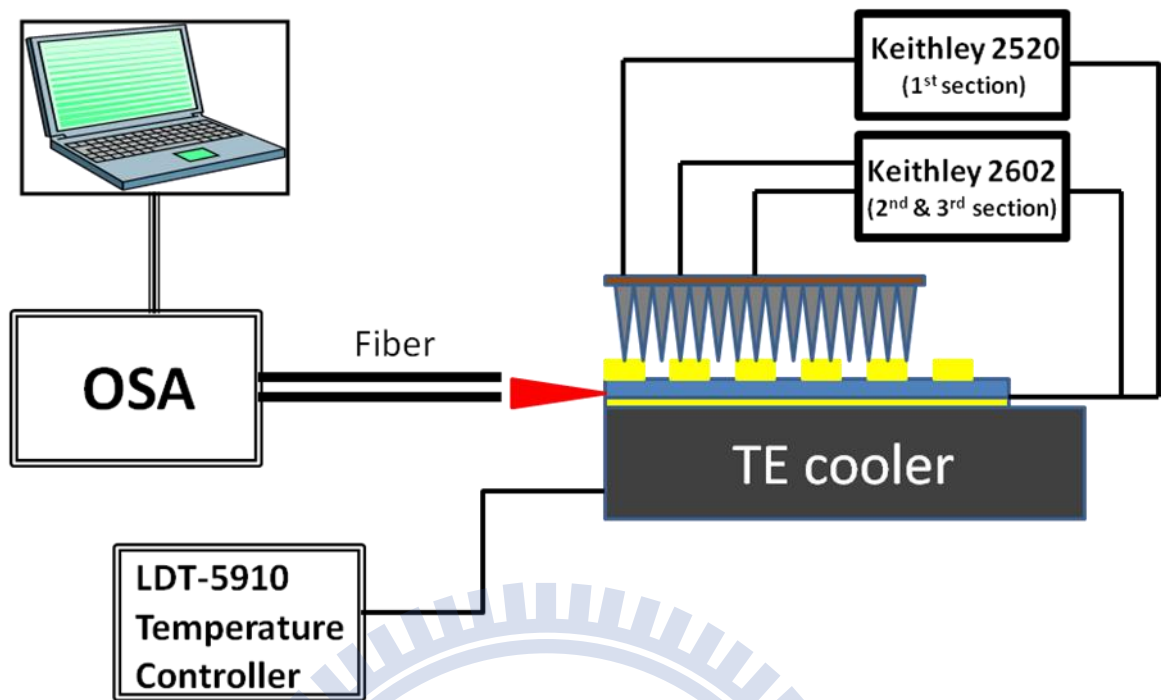 Keithley 2520
(1st section)
Keithley 2602
(2nd & 3rd section)
Fiber
OSA
TE cooler
LDT-5910
Temperature
Controller